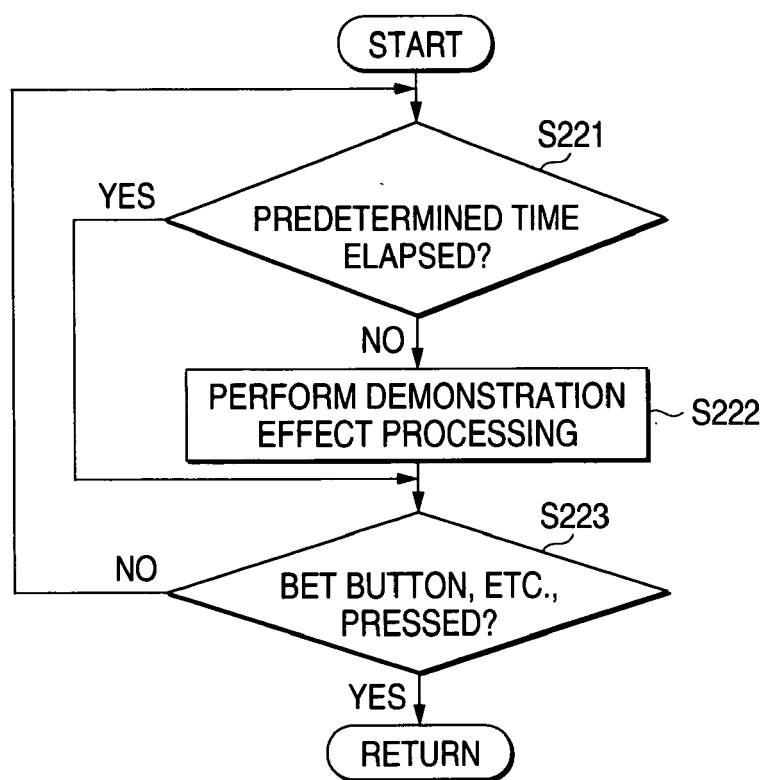 START
S221
YES
PREDETERMINED TIME
ELAPSED?
NO
PERFORM DEMONSTRATION
EFFECT PROCESSING
S222
S223
NO
BET BUTTON, ETC.,
PRESSED?
YES
RETURN